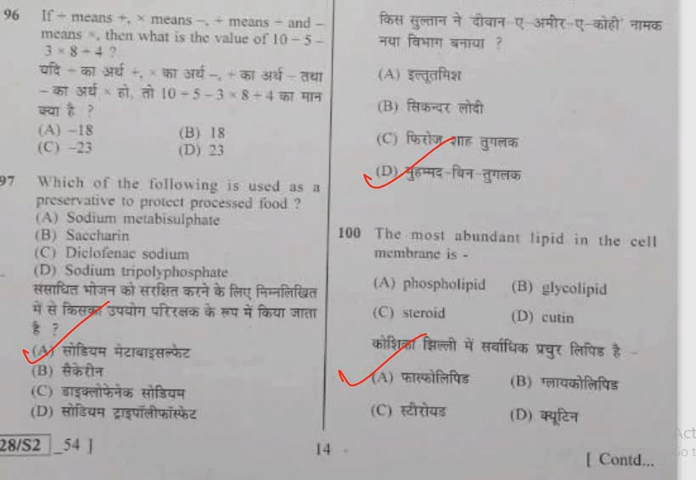 96 If ÷ means +, × means –, + means ÷ and –
means ×, then what is the value of 10 ÷ 5 –
3 × 8 + 4 ?
यदि ÷ का अर्थ +, × का अर्थ –, + का अर्थ ÷ तथा
– का अर्थ × हो, तो 10 ÷ 5 – 3 × 8 + 4 का मान
क्या है ?
(A) –18 (B) 18
(C) –23 (D) 23
97 Which of the following is used as a
preservative to protect processed food ?
(A) Sodium metabisulphate
(B) Saccharin
(C) Diclofenac sodium
(D) Sodium tripolyphosphate
संसाधित भोजन को संरक्षित करने के लिए निम्नलिखित
में से किसका उपयोग परिरक्षक के रूप में किया जाता
है ?
(A) सोडियम मेटाबाइसल्फेट
(B) सैकेरीन
(C) डाइक्लोफेनेक सोडियम
(D) सोडियम ट्राइपॉलीफॉस्फेट
28/S2 _54 ]
किस सुल्तान ने 'दीवान-ए-अमीर-ए-कोही' नामक
नया विभाग बनाया ?
(A) इल्तूतमिश
(B) सिकन्दर लोदी
(C) फिरोज शाह तुगलक
(D) मुहम्मद-बिन-तुगलक
100 The most abundant lipid in the cell
membrane is -
(A) phospholipid (B) glycolipid
(C) steroid (D) cutin
कोशिका झिल्ली में सर्वाधिक प्रचुर लिपिड है -
(A) फास्फोलिपिड (B) ग्लायकोलिपिड
(C) स्टीरोयड (D) क्यूटिन
14
[ Contd...